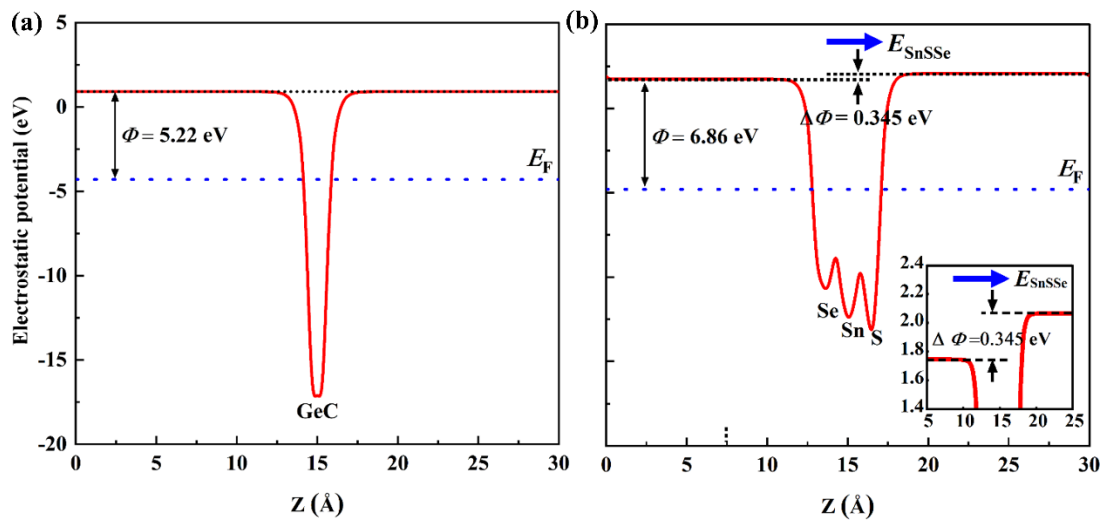 (a)
5
0
-5
-10
-15
-20
Electrostatic potential (eV)
Φ = 5.22 eV
E_F
GeC
0
5
10
15
20
25
30
Z (Å)
(b)
E_SnSSe
Δ Φ = 0.345 eV
Φ = 6.86 eV
E_F
Se
Sn
S
2.4
2.2
2.0
1.8
1.6
1.4
E_SnSSe
Δ Φ=0.345 eV
5
10
15
20
25
0
5
10
15
20
25
30
Z (Å)